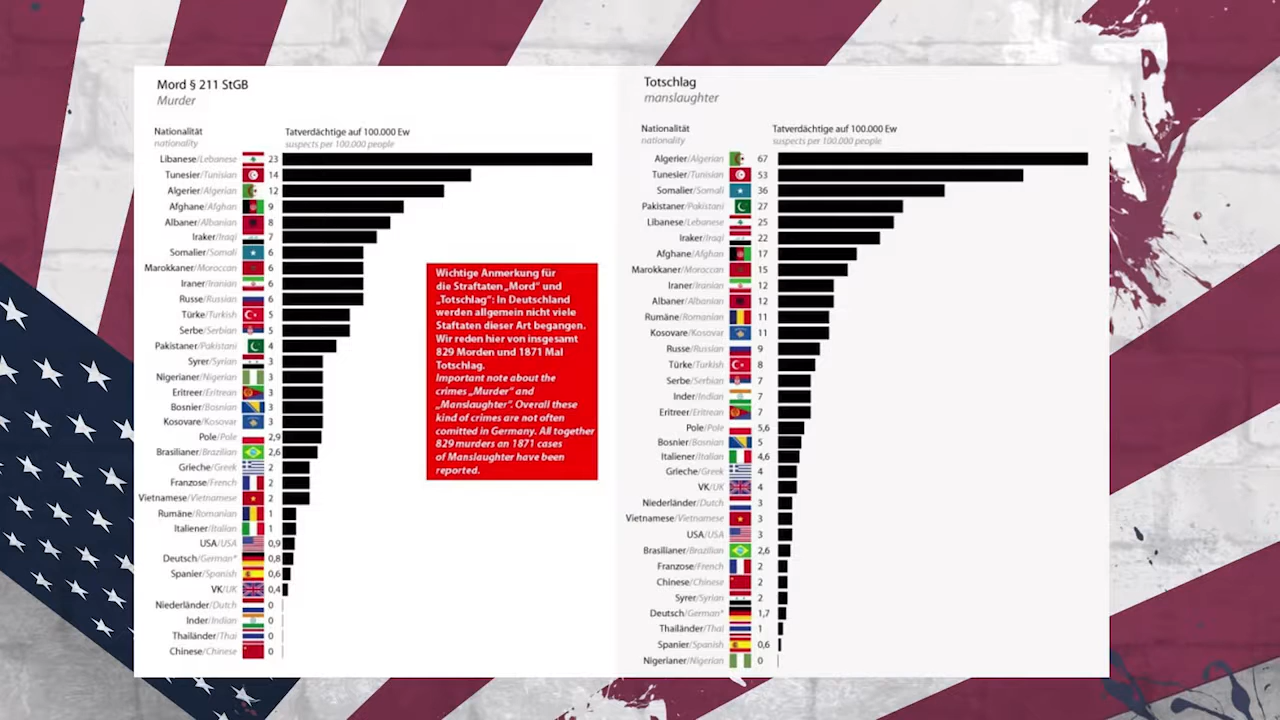 Mord § 211 StGB
Murder
Nationalität
nationality
Tatverdächtige auf 100.000 Ew
suspects per 100.000 people
Libanese/Lebanese 23
Tunesier/Tunisian 14
Algerier/Algerian 12
Afghane/Afghan 9
Albaner/Albanian 8
Iraker/Iraqi 7
Somalier/Somali 6
Marokkaner/Moroccan 6
Iraner/Iranian 6
Russe/Russian 6
Türke/Turkish 5
Serbe/Serbian 5
Pakistaner/Pakistani 4
Syrer/Syrian 3
Nigerianer/Nigerian 3
Eritreer/Eritrean 3
Bosnier/Bosnian 3
Kosovare/Kosovar 3
Pole/Pole 2,9
Brasilianer/Brazilian 2,6
Grieche/Greek 2
Franzose/French 2
Vietnamese/Vietnamese 2
Rumäne/Romanian 1
Italiener/Italian 1
USA/USA 0,9
Deutsch/German* 0,8
Spanier/Spanish 0,6
VK/UK 0,4
Niederländer/Dutch 0
Inder/Indian 0
Thailänder/Thai 0
Chinese/Chinese 0
Wichtige Anmerkung für
die Straftaten „Mord" und
„Totschlag": In Deutschland
werden allgemein nicht viele
Staftaten dieser Art begangen.
Wir reden hier von insgesamt
829 Morden und 1871 Mal
Totschlag.
Important note about the
crimes „Murder" and
„Manslaughter". Overall these
kind of crimes are not often
comitted in Germany. All together
829 murders an 1871 cases
of Manslaughter have been
reported.
Totschlag
manslaughter
Nationalität
nationality
Tatverdächtige auf 100.000 Ew
suspects per 100.000 people
Algerier/Algerian 67
Tunesier/Tunisian 53
Somalier/Somali 36
Pakistaner/Pakistani 27
Libanese/Lebanese 25
Iraker/Iraqi 22
Afghane/Afghan 17
Marokkaner/Moroccan 15
Iraner/Iranian 12
Albaner/Albanian 12
Rumäne/Romanian 11
Kosovare/Kosovar 11
Russe/Russian 9
Türke/Turkish 8
Serbe/Serbian 7
Inder/Indian 7
Eritreer/Eritrean 7
Pole/Pole 5,6
Bosnier/Bosnian 5
Italiener/Italian 4,6
Grieche/Greek 4
VK/UK 4
Niederländer/Dutch 3
Vietnamese/Vietnamese 3
USA/USA 3
Brasilianer/Brazilian 2,6
Franzose/French 2
Chinese/Chinese 2
Syrer/Syrian 2
Deutsch/German* 1,7
Thailänder/Thai 1
Spanier/Spanish 0,6
Nigerianer/Nigerian 0